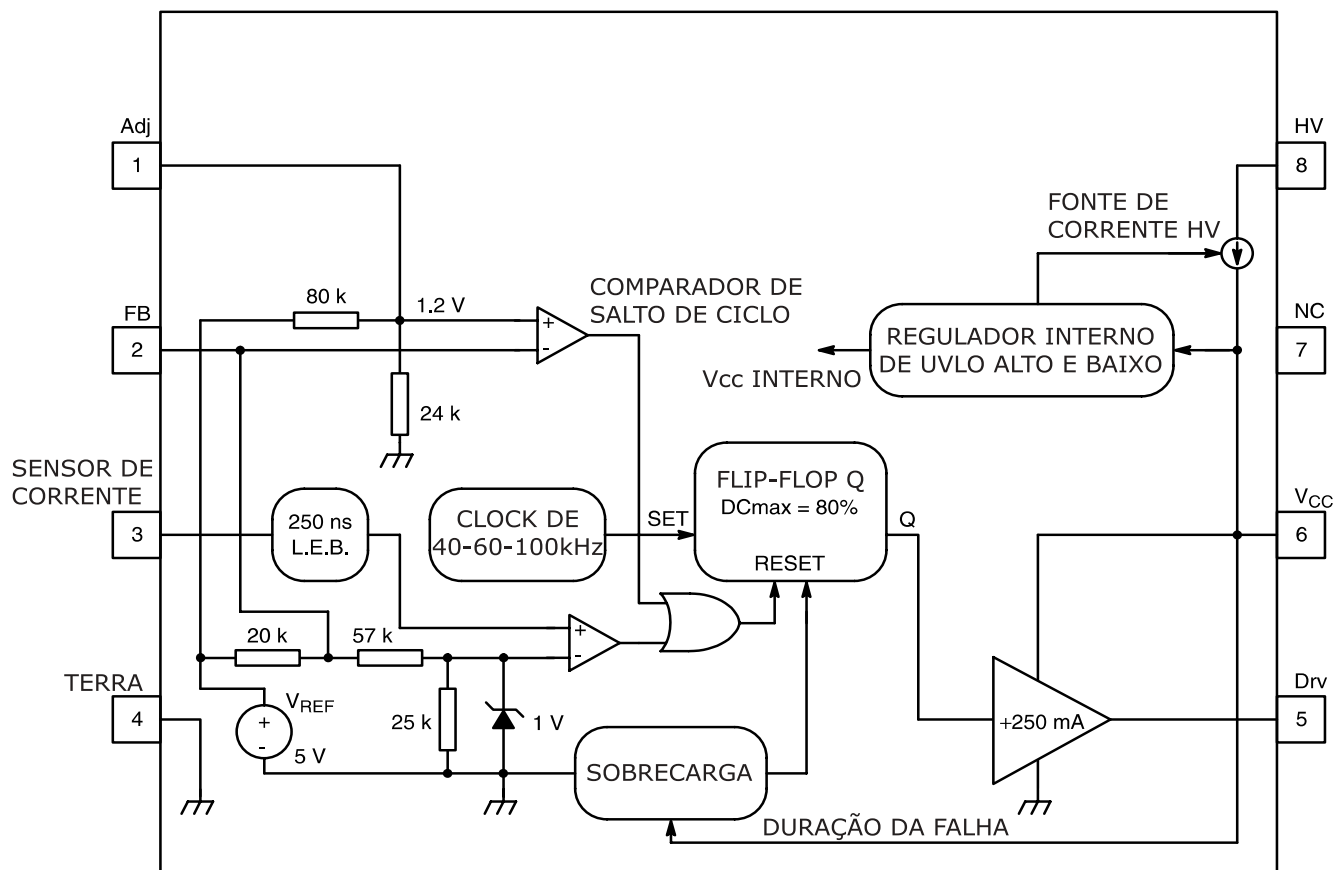 Adj
1
HV
8
FONTE DE
CORRENTE HV
80 k
1.2 V
COMPARADOR DE
SALTO DE CICLO
FB
2
NC
7
REGULADOR INTERNO
DE UVLO ALTO E BAIXO
Vcc INTERNO
+
-
24 k
SENSOR DE
CORRENTE
3
250 ns
L.E.B.
CLOCK DE
40-60-100kHz
SET
FLIP-FLOP Q
DCmax = 80%
RESET
Q
VCC
6
20 k
57 k
+
-
TERRA
4
VREF
+
-
5 V
25 k
1 V
SOBRECARGA
+250 mA
Drv
5
DURAÇÃO DA FALHA